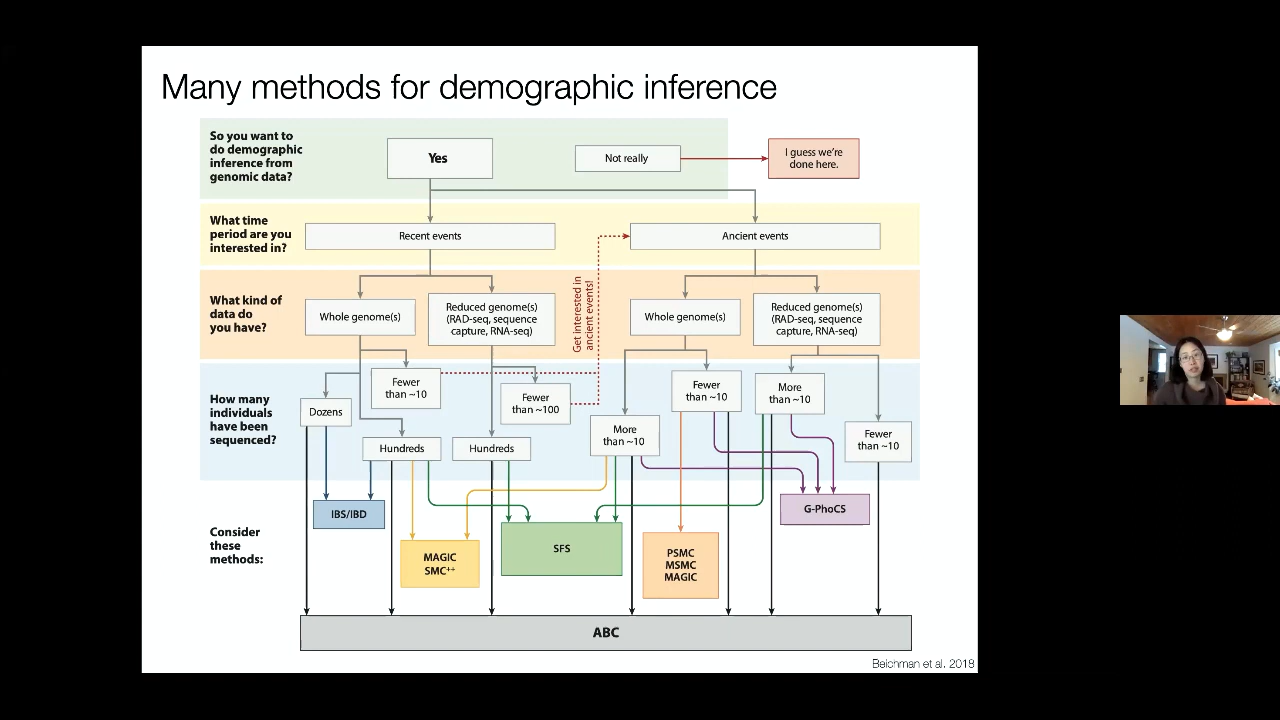 Many methods for demographic inference
So you want to
do demographic
inference from
genomic data?
Yes
Not really
I guess we're
done here.
What time
period are you
interested in?
Recent events
Ancient events
What kind of
data do
you have?
Whole genome(s)
Reduced genome(s)
(RAD-seq, sequence
capture, RNA-seq)
Get interested in
ancient events!
Whole genome(s)
Reduced genome(s)
(RAD-seq, sequence
capture, RNA-seq)
How many
individuals
have been
sequenced?
Dozens
Fewer
than ~10
Hundreds
Hundreds
Fewer
than ~100
More
than ~10
Fewer
than ~10
More
than ~10
Fewer
than ~10
Consider
these
methods:
IBS/IBD
MAGIC
SMC++
SFS
PSMC
MSMC
MAGIC
G-PhoCS
ABC
Beichman et al. 2018